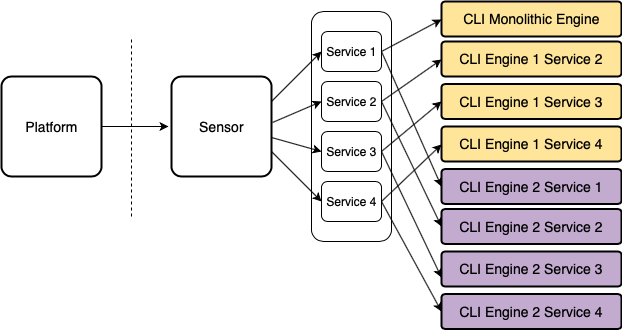 Platform
Sensor
Service 1
Service 2
Service 3
Service 4
CLI Monolithic Engine
CLI Engine 1 Service 2
CLI Engine 1 Service 3
CLI Engine 1 Service 4
CLI Engine 2 Service 1
CLI Engine 2 Service 2
CLI Engine 2 Service 3
CLI Engine 2 Service 4